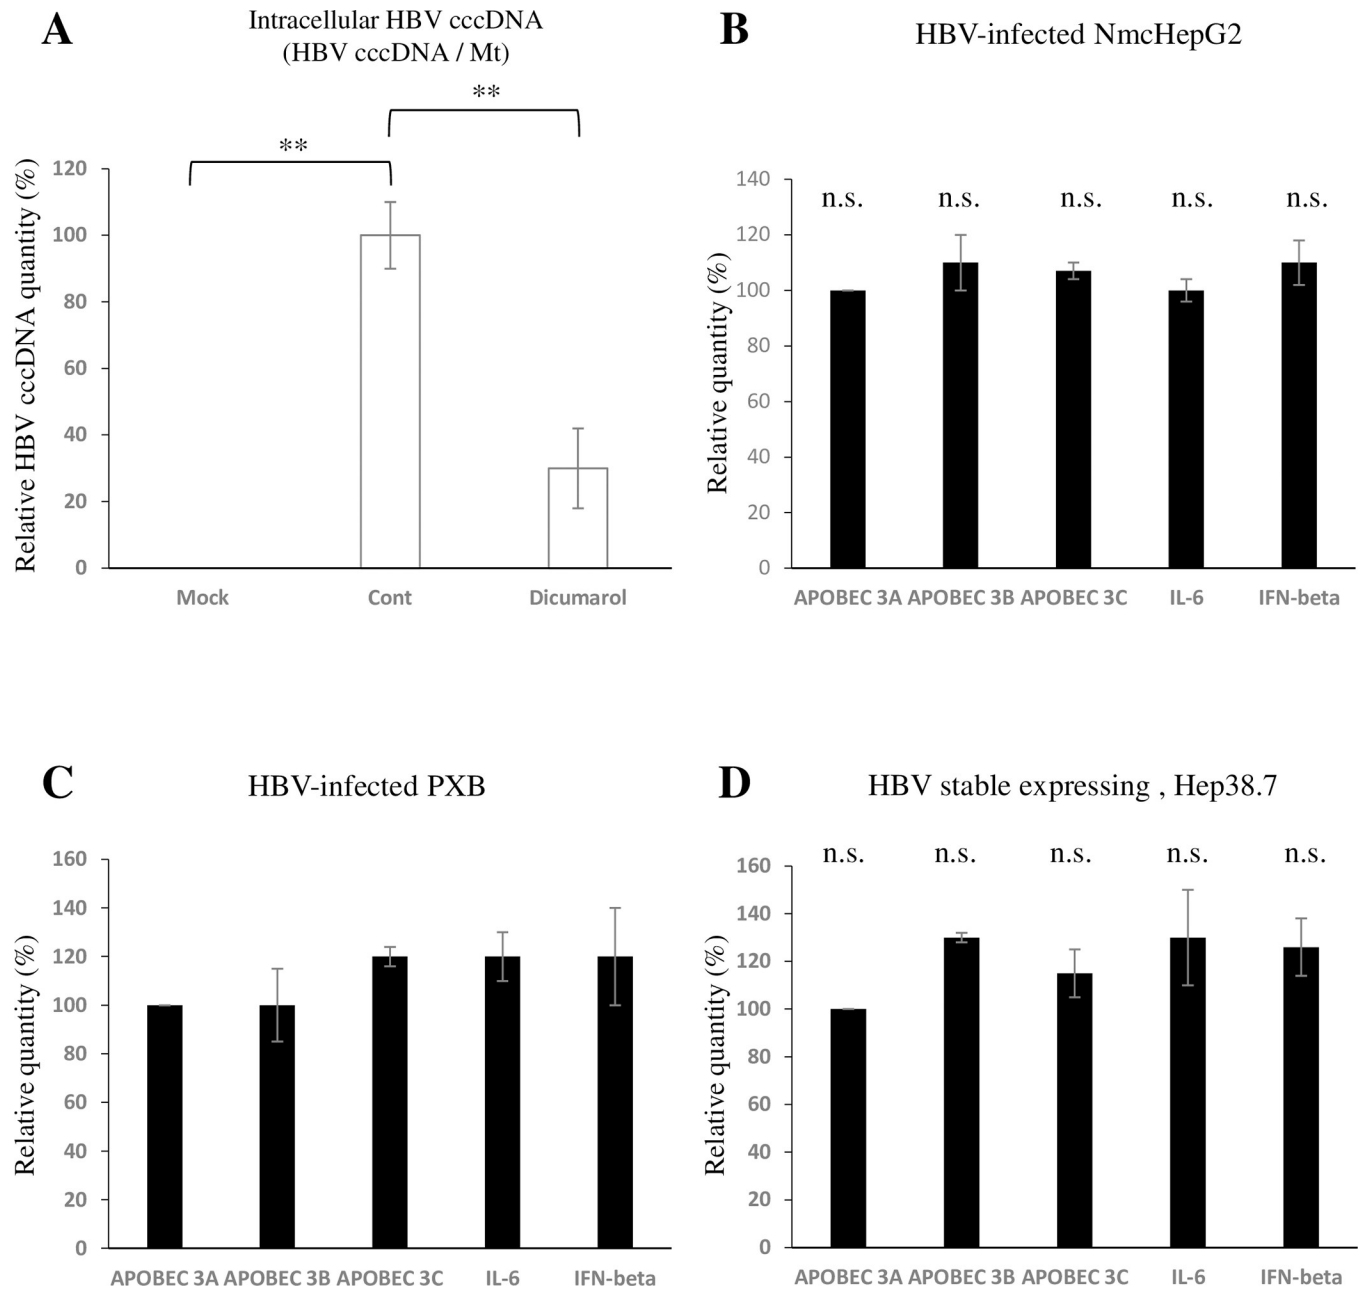 A
Intracellular HBV cccDNA
(HBV cccDNA / Mt)
**
**
Relative HBV cccDNA quantity (%)
120
100
80
60
40
20
0
Mock Cont Dicumarol
B
HBV-infected NmcHepG2
n.s. n.s. n.s. n.s. n.s.
Relative quantity (%)
140
120
100
80
60
40
20
0
APOBEC 3A APOBEC 3B APOBEC 3C IL-6 IFN-beta
C
HBV-infected PXB
Relative quantity (%)
160
140
120
100
80
60
40
20
0
APOBEC 3A APOBEC 3B APOBEC 3C IL-6 IFN-beta
D
HBV stable expressing , Hep38.7
n.s. n.s. n.s. n.s. n.s.
Relative quantity (%)
160
140
120
100
80
60
40
20
0
APOBEC 3A APOBEC 3B APOBEC 3C IL-6 IFN-beta